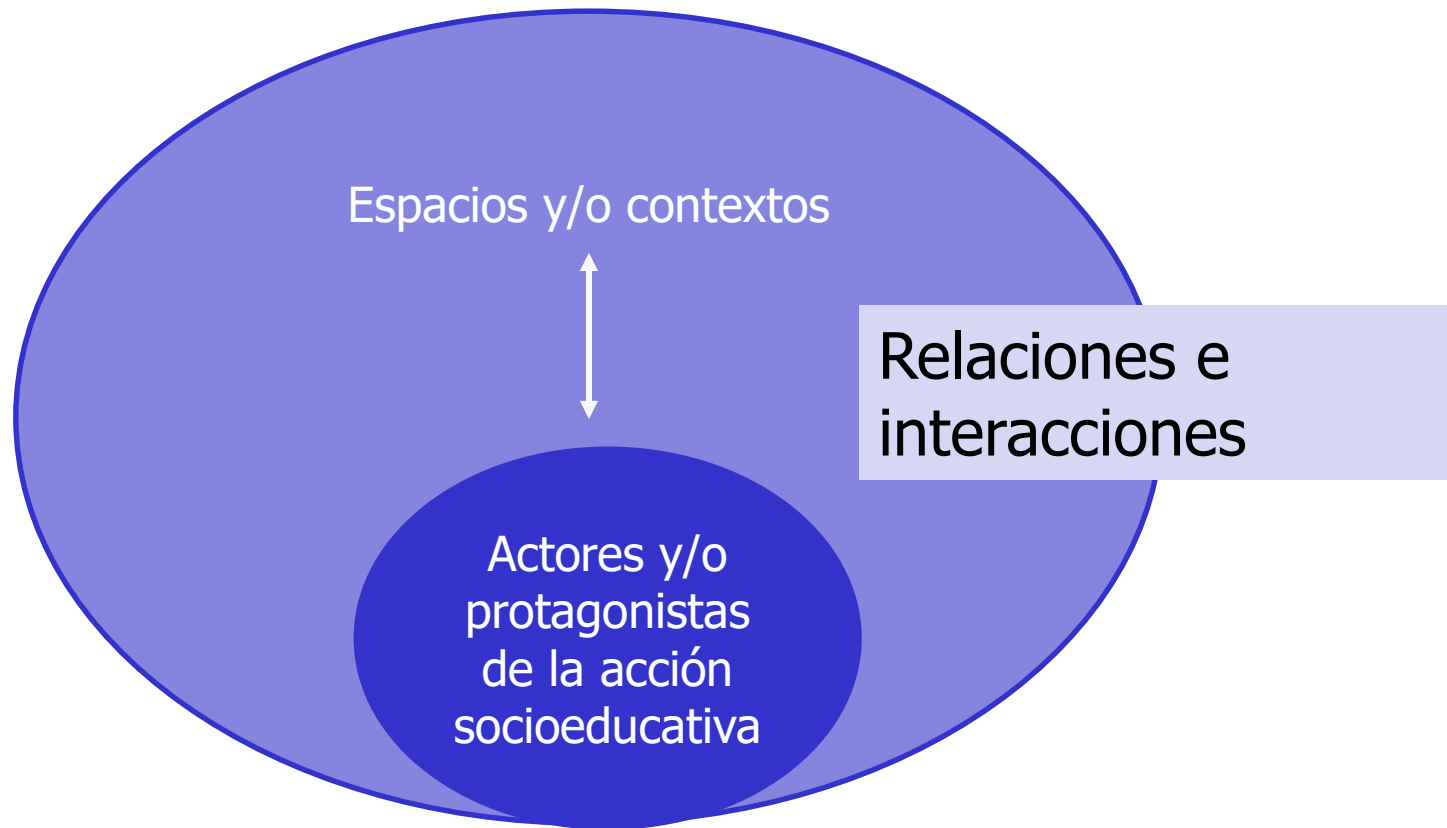 Espacios y/o contextos
Relaciones e
interacciones
Actores y/o
protagonistas
de la acción
socioeducativa